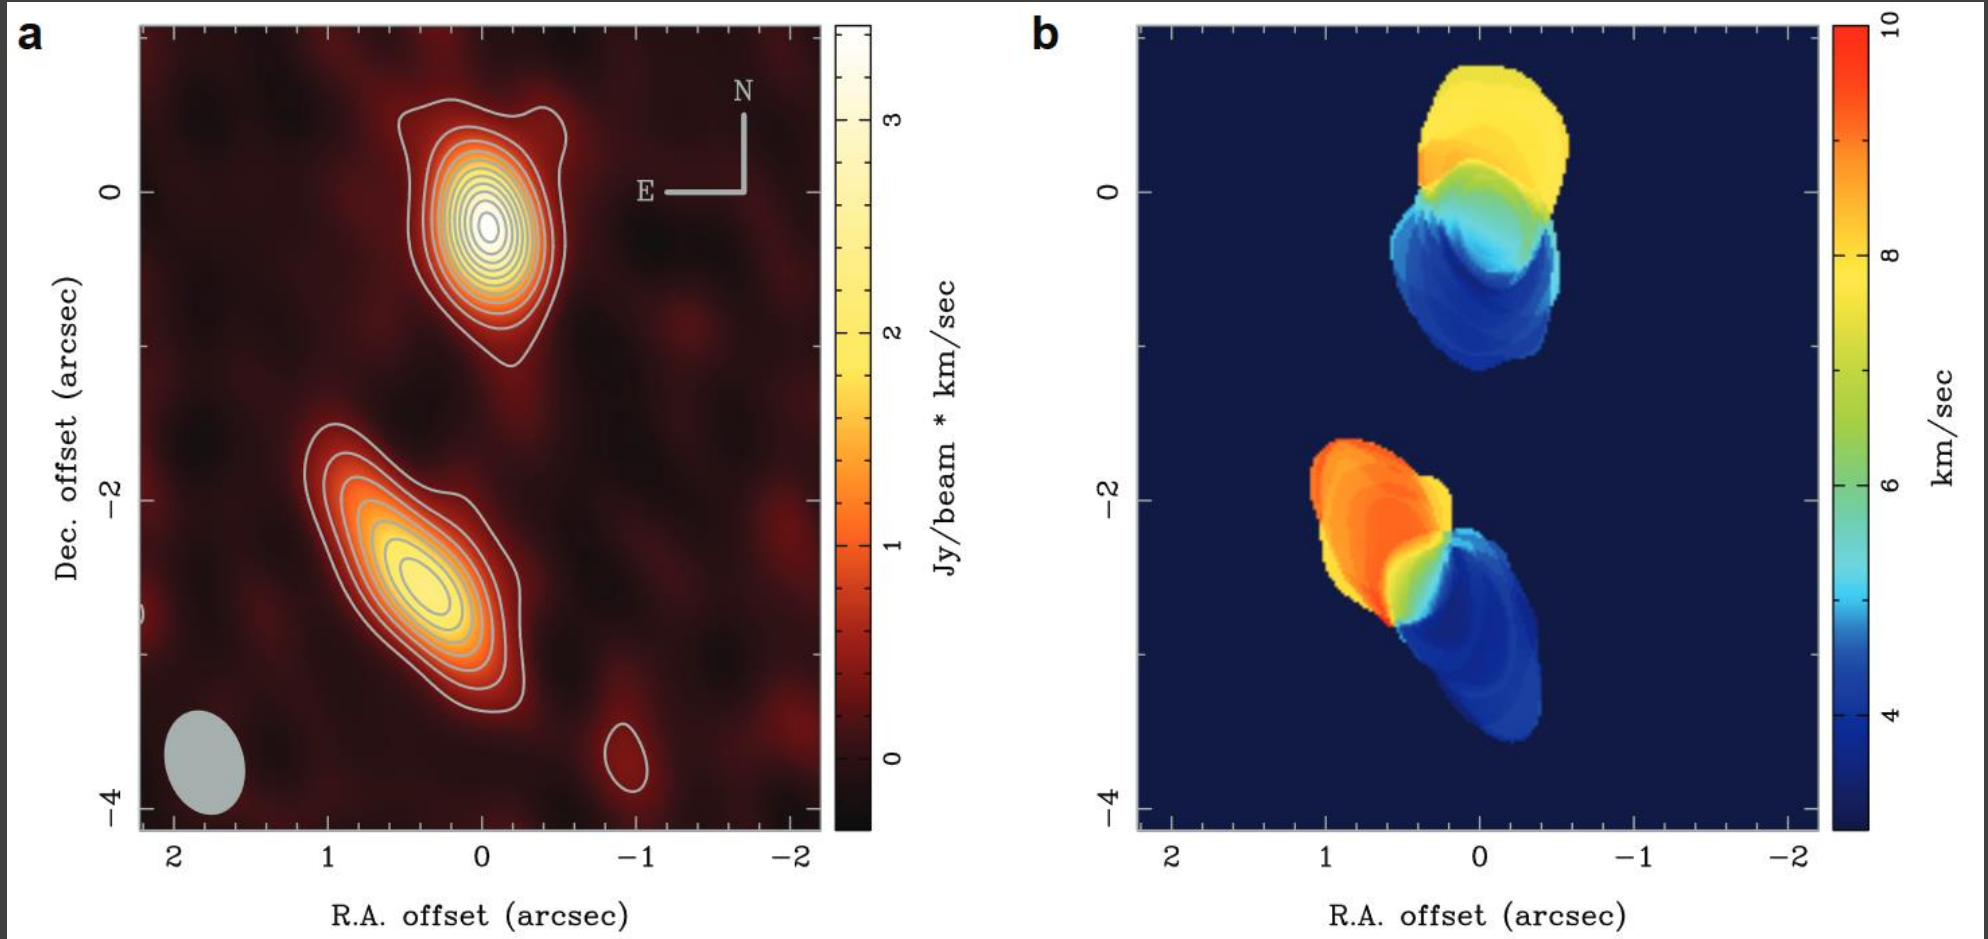 a
N
E
0
−2
−4
Dec. offset (arcsec)
2 1 0 −1 −2
R.A. offset (arcsec)
3
2
1
0
Jy/beam * km/sec
b
0
−2
−4
2 1 0 −1 −2
R.A. offset (arcsec)
10
8
6
4
km/sec